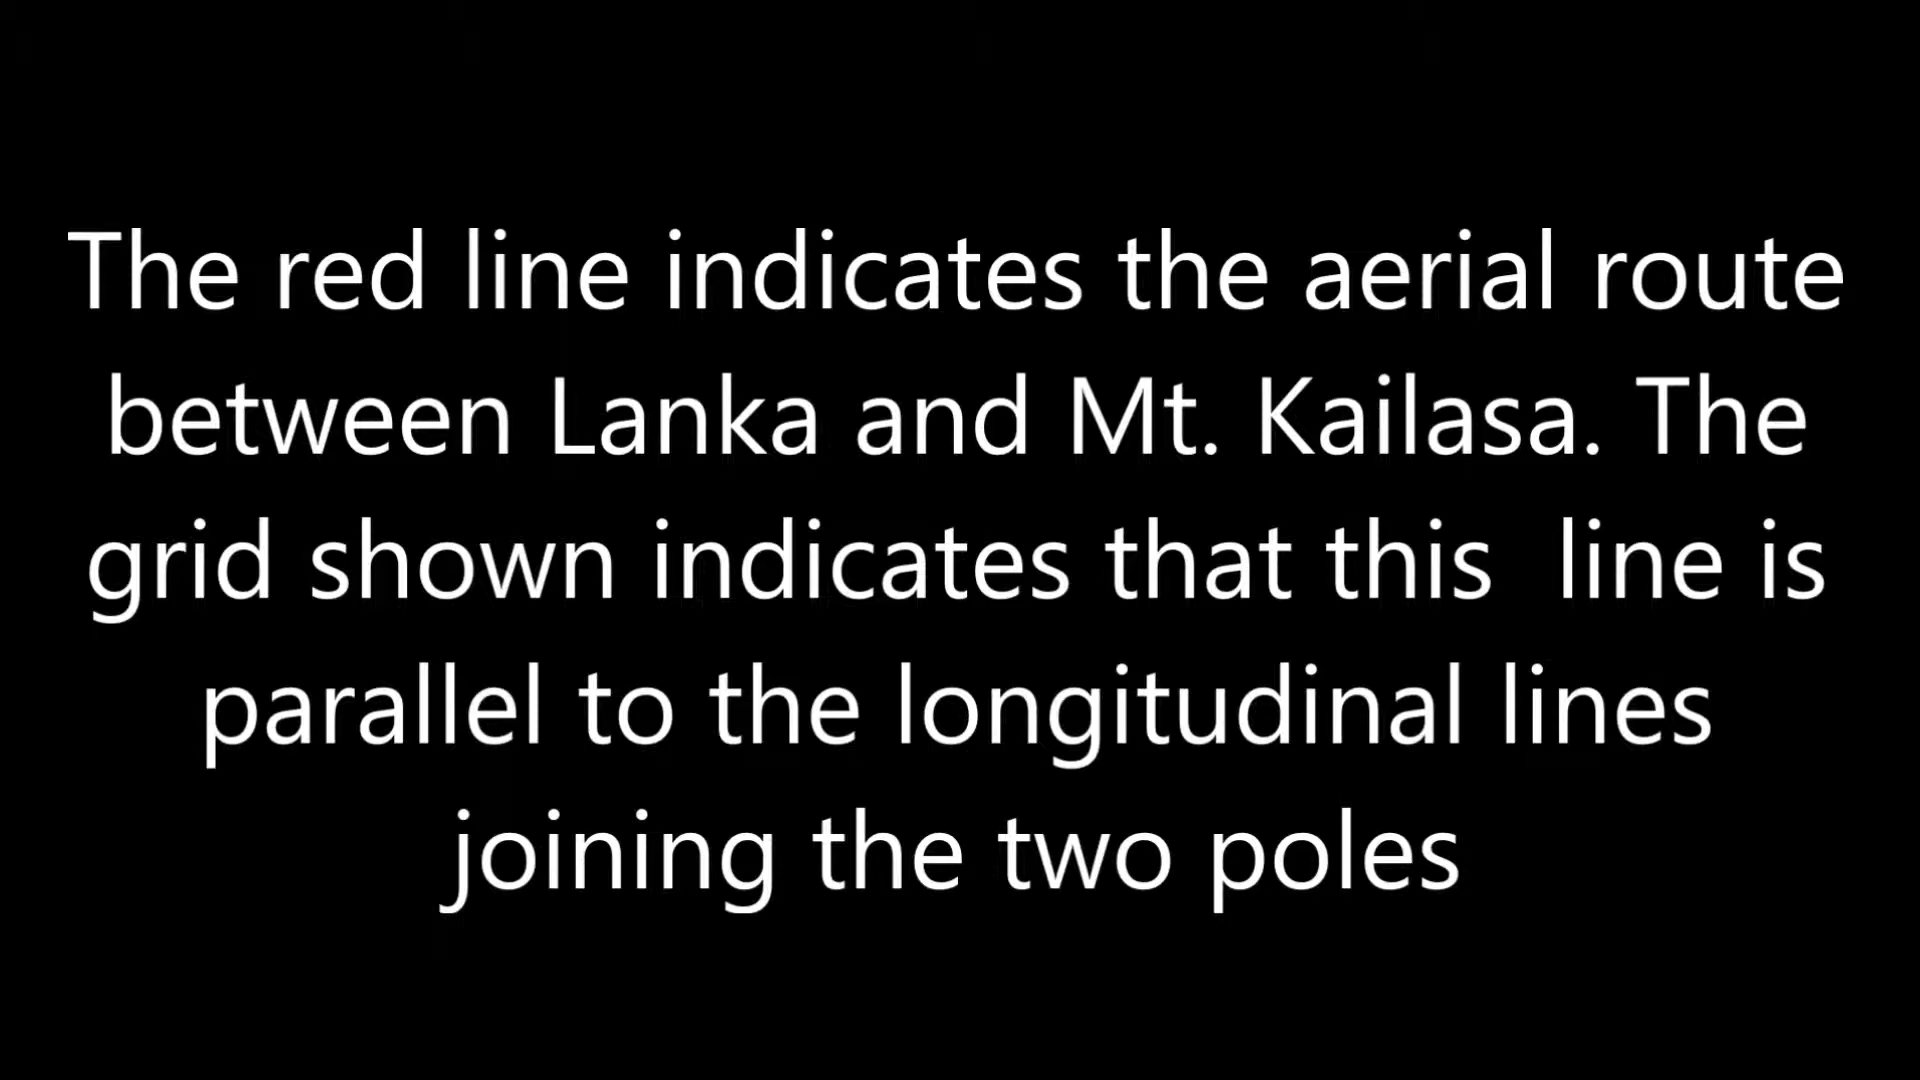 The red line indicates the aerial route
between Lanka and Mt. Kailasa. The
grid shown indicates that this  line is
parallel to the longitudinal lines
joining the two poles